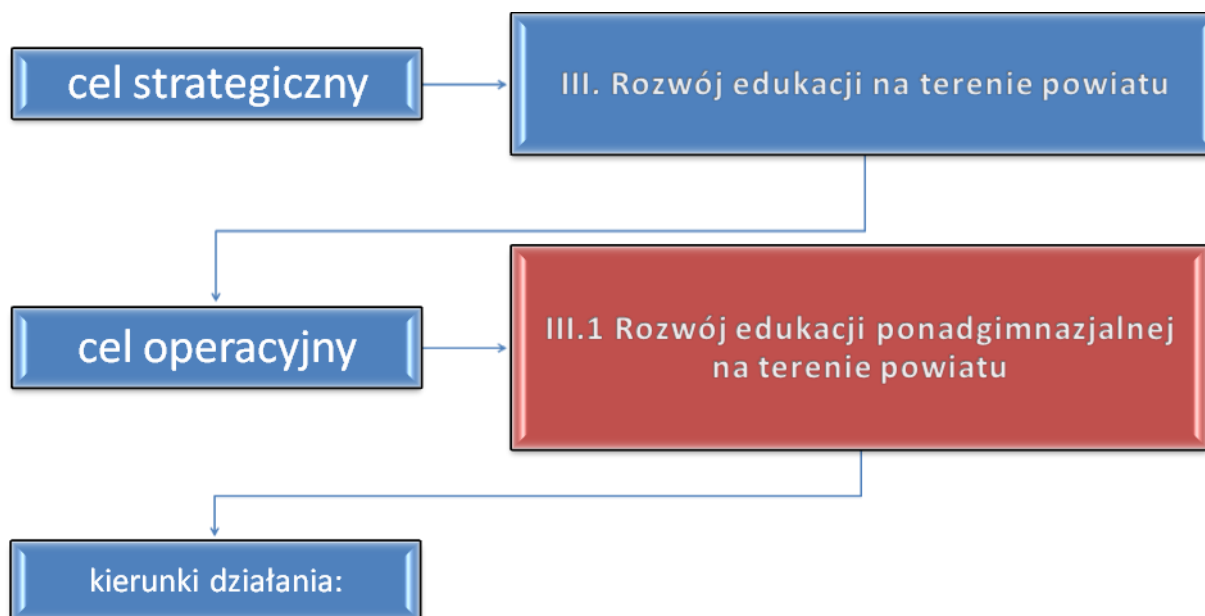 cel strategiczny
III. Rozwój edukacji na terenie powiatu
cel operacyjny
III.1 Rozwój edukacji ponadgimnazjalnej
na terenie powiatu
kierunki działania: